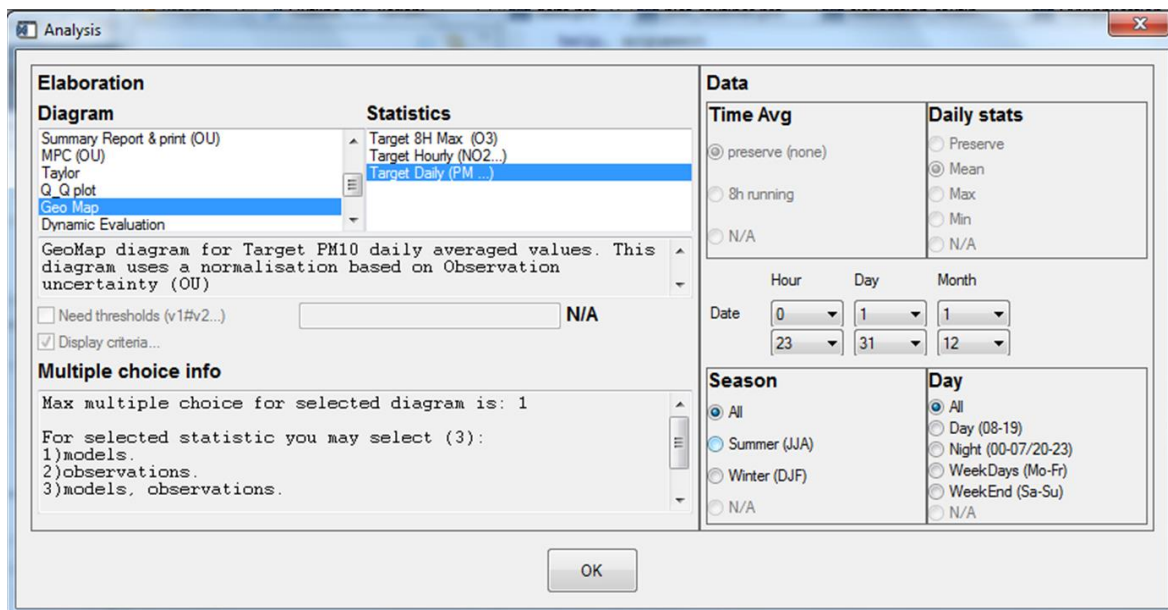 Analysis
Elaboration
Diagram
Statistics
Summary Report & print (OU)
MPC (OU)
Taylor
Q_Q plot
Geo Map
Dynamic Evaluation
Target 8H Max (O3)
Target Hourly (NO2...)
Target Daily (PM ...)
GeoMap diagram for Target PM10 daily averaged values. This
diagram uses a normalisation based on Observation
uncertainty (OU)
Need thresholds (v1#v2...)
N/A
Display criteria...
Multiple choice info
Max multiple choice for selected diagram is: 1
For selected statistic you may select (3):
1)models.
2)observations.
3)models, observations.
Data
Time Avg
preserve (none)
8h running
N/A
Daily stats
Preserve
Mean
Max
Min
N/A
Hour Day Month
Date 0 1 1
23 31 12
Season
All
Summer (JJA)
Winter (DJF)
N/A
Day
All
Day (08-19)
Night (00-07/20-23)
WeekDays (Mo-Fr)
WeekEnd (Sa-Su)
N/A
OK